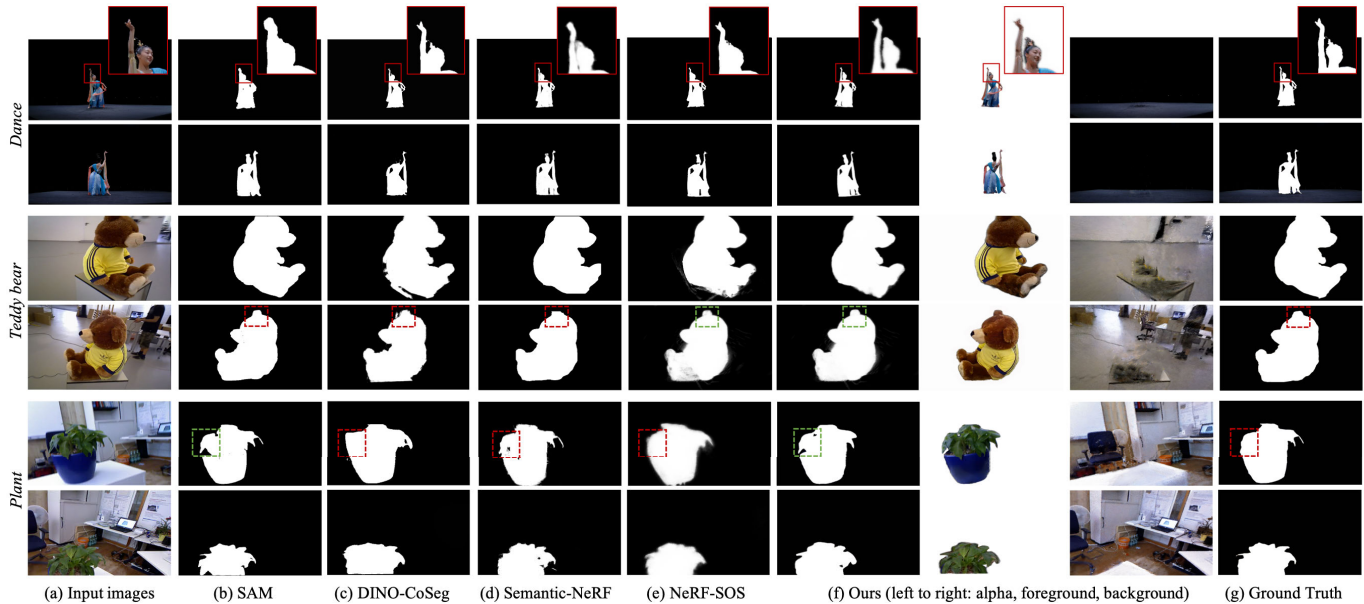 Dance
Teddy bear
Plant
(a) Input images
(b) SAM
(c) DINO-CoSeg
(d) Semantic-NeRF
(e) NeRF-SOS
(f) Ours (left to right: alpha, foreground, background)
(g) Ground Truth